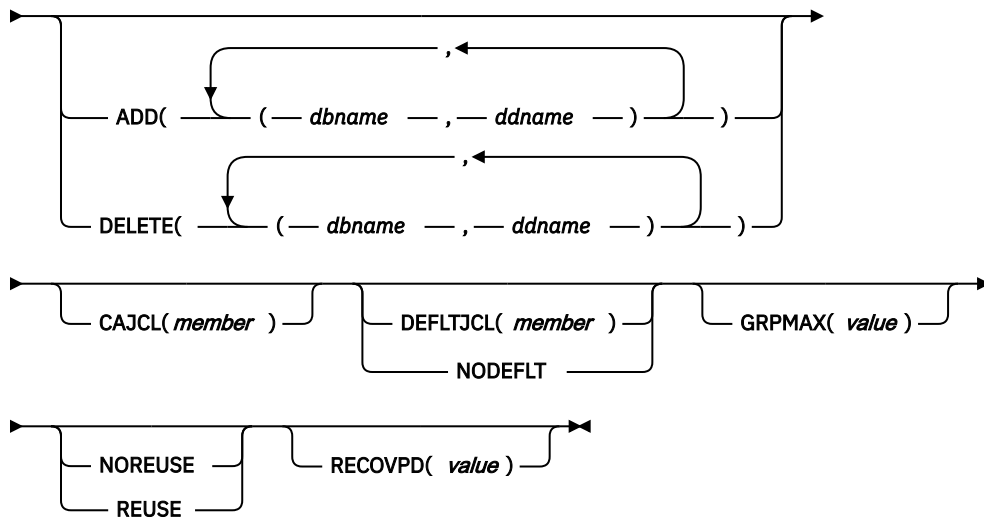 ,
ADD( ( dbname , ddname ) )
,
DELETE( ( dbname , ddname ) )
CAJCL( member ) DEFLTJCL( member ) GRPMAX( value )
NODEFLT
NOREUSE RECOVPD( value )
REUSE